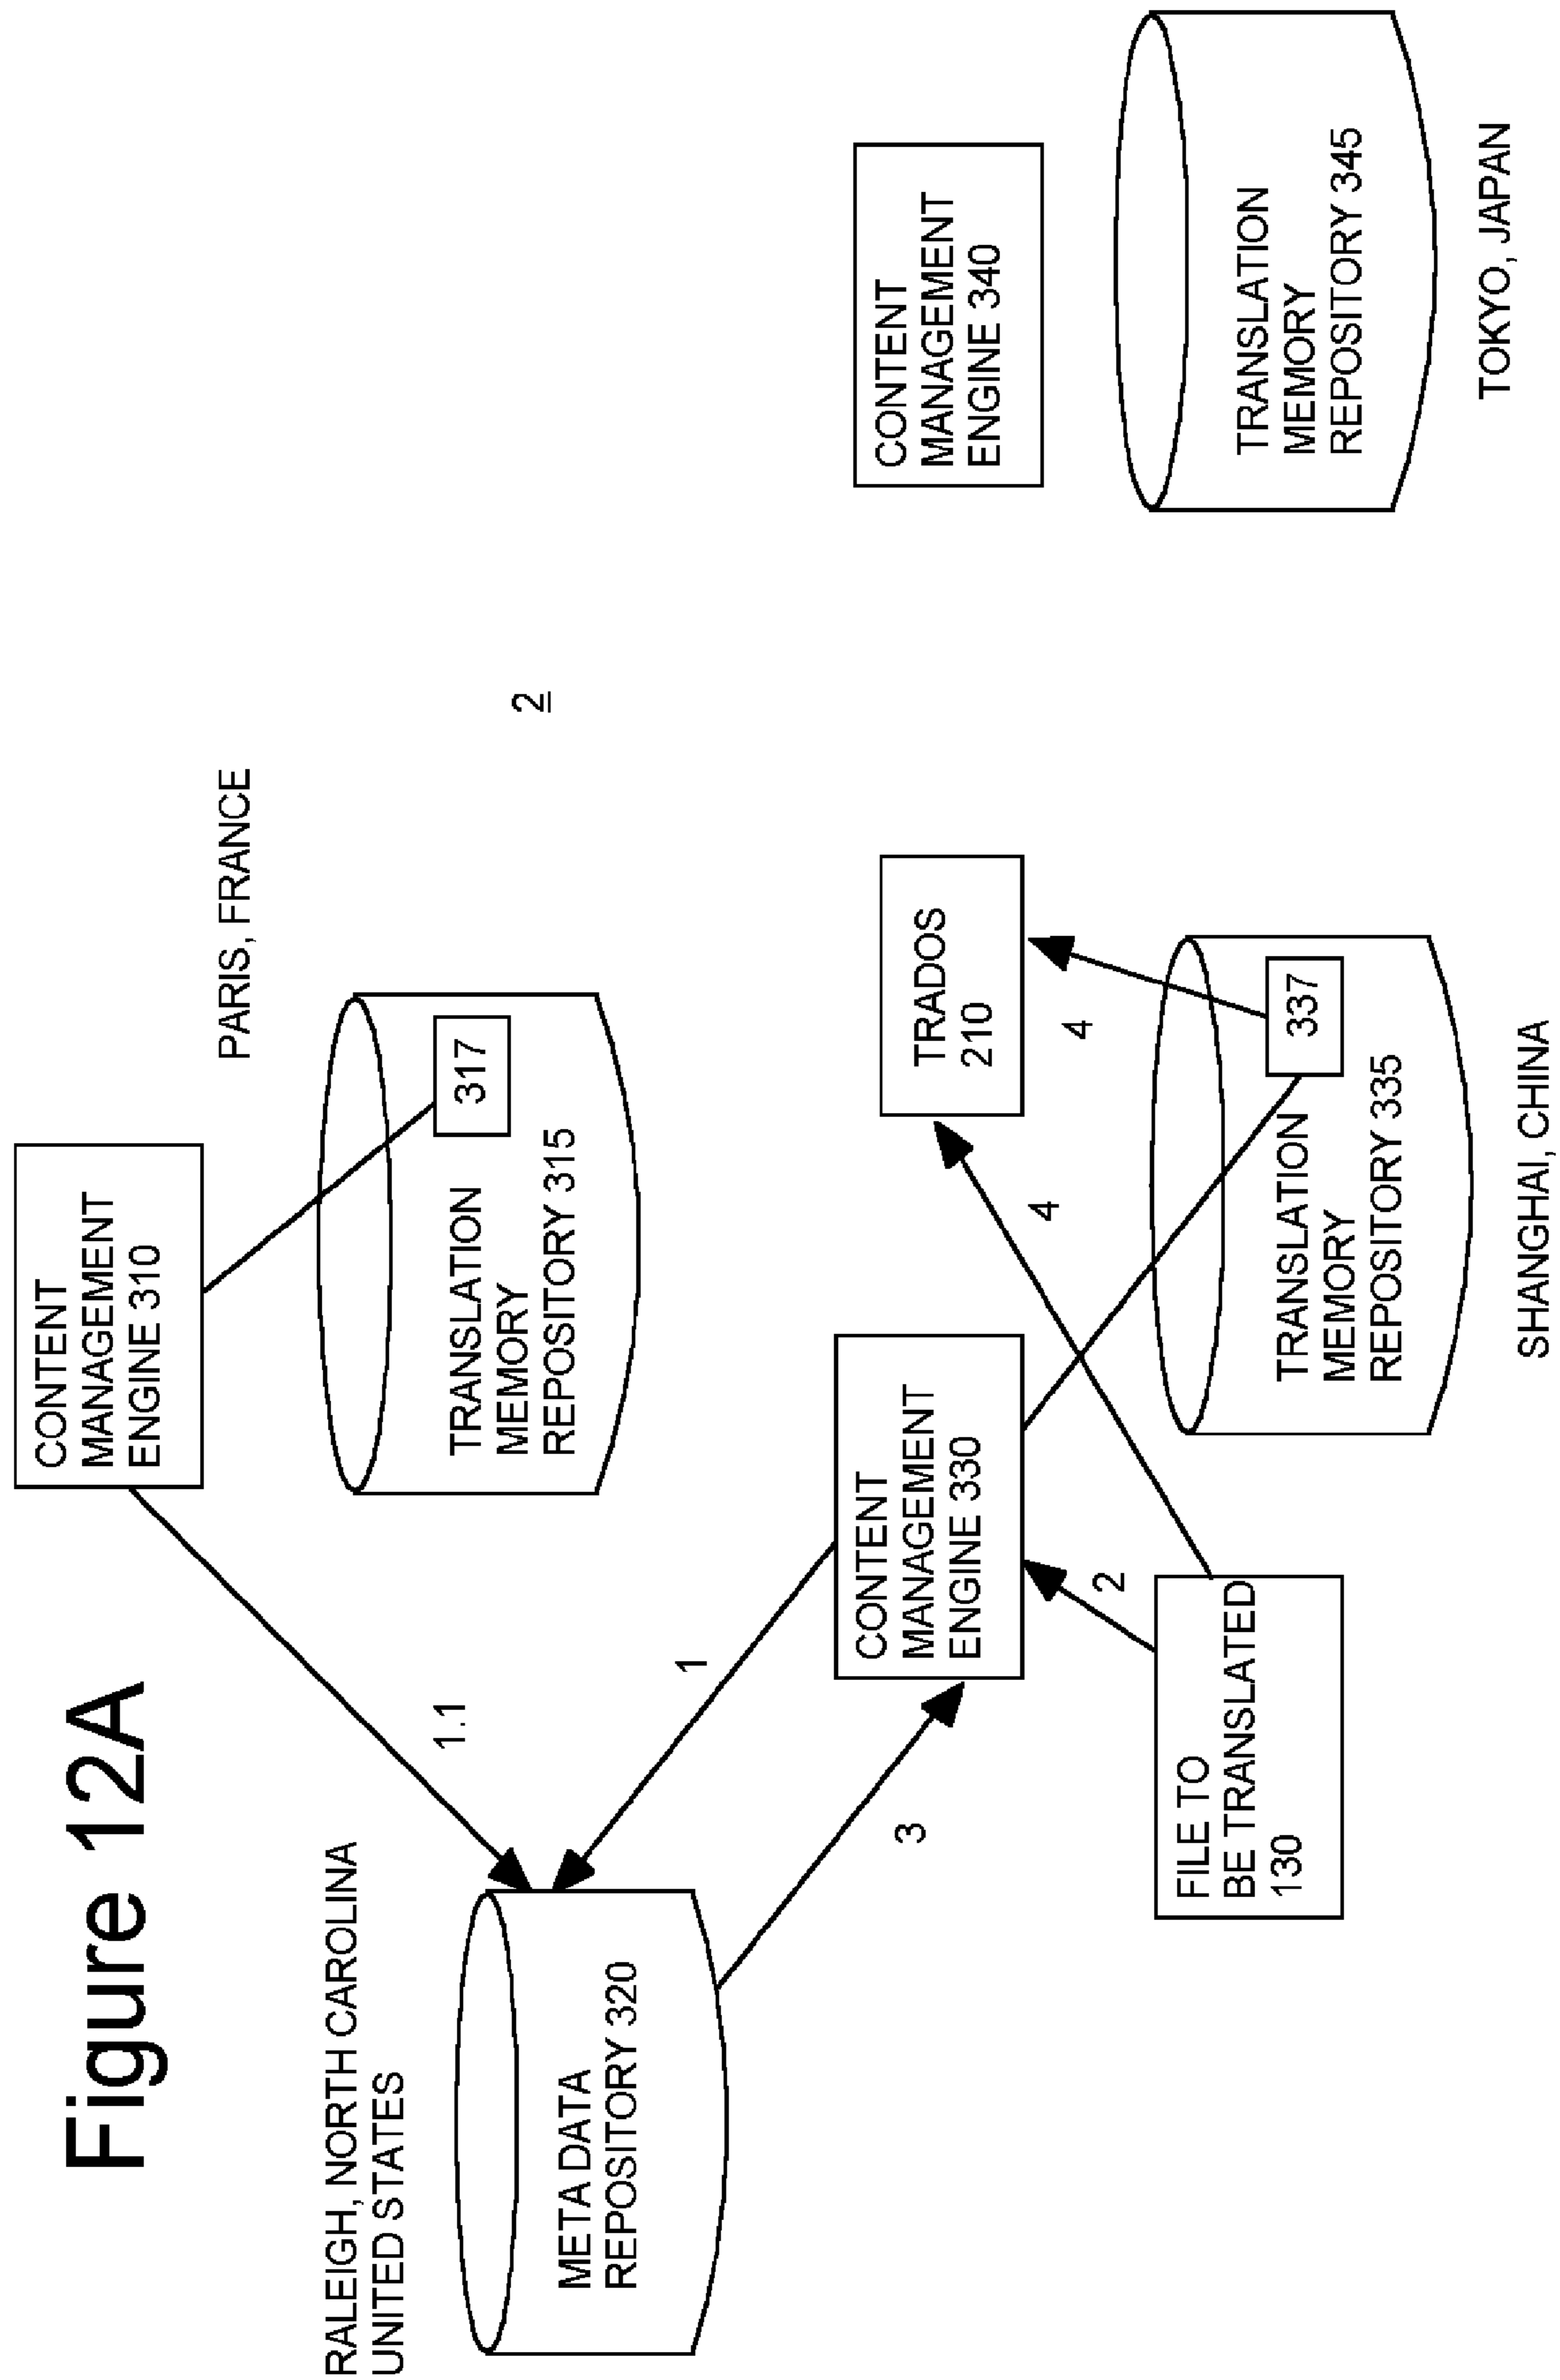 Figure 12A
RALEIGH, NORTH CAROLINA
UNITED STATES
META DATA
REPOSITORY 320
1.1
1
3
CONTENT
MANAGEMENT
ENGINE 310
PARIS, FRANCE
317
TRANSLATION
MEMORY
REPOSITORY 315
2
CONTENT
MANAGEMENT
ENGINE 330
2
FILE TO
BE TRANSLATED
130
4
TRADOS
210
4
337
TRANSLATION
MEMORY
REPOSITORY 335
SHANGHAI, CHINA
CONTENT
MANAGEMENT
ENGINE 340
TRANSLATION
MEMORY
REPOSITORY 345
TOKYO, JAPAN